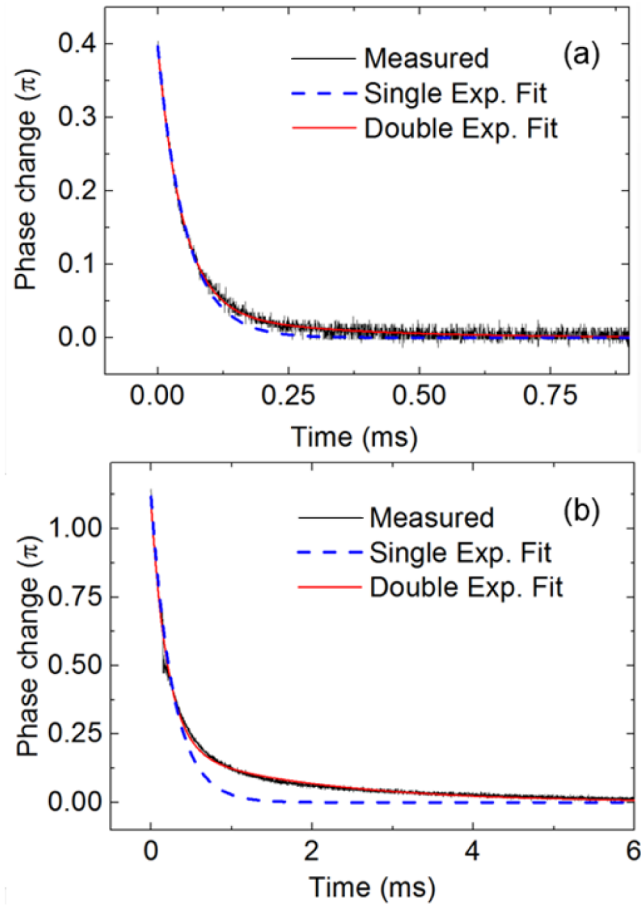 (a)
Measured
Single Exp. Fit
Double Exp. Fit
Phase change (π)
0.4
0.3
0.2
0.1
0.0
0.00 0.25 0.50 0.75
Time (ms)
(b)
Measured
Single Exp. Fit
Double Exp. Fit
Phase change (π)
1.00
0.75
0.50
0.25
0.00
0 2 4 6
Time (ms)